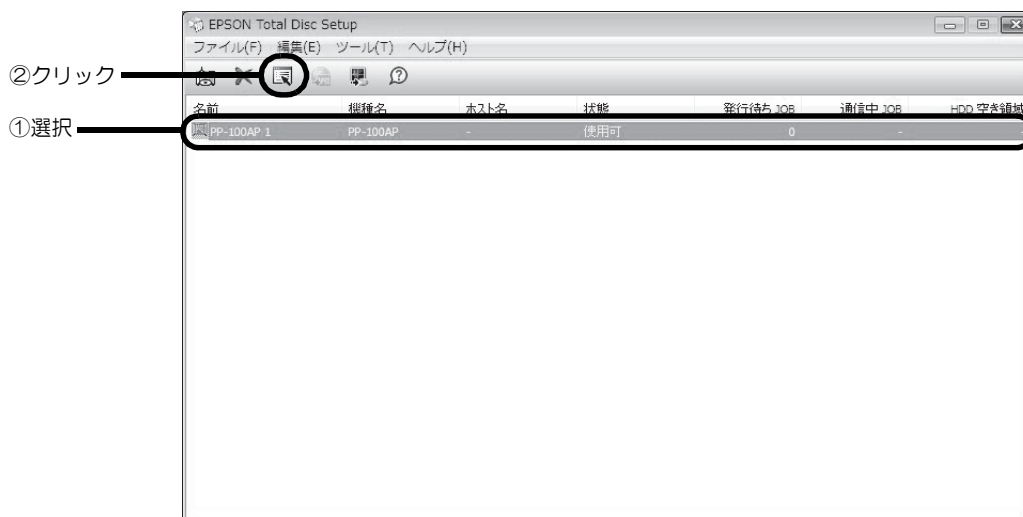 EPSON Total Disc Setup
ファイル(F) 編集(E) ツール(T) ヘルプ(H)
②クリック
名前 機種名 ホスト名 状態 発行待ち JOB 通信中 JOB HDD 空き領域
①選択
PP-100AP 1 PP-100AP - 使用可 0 - -